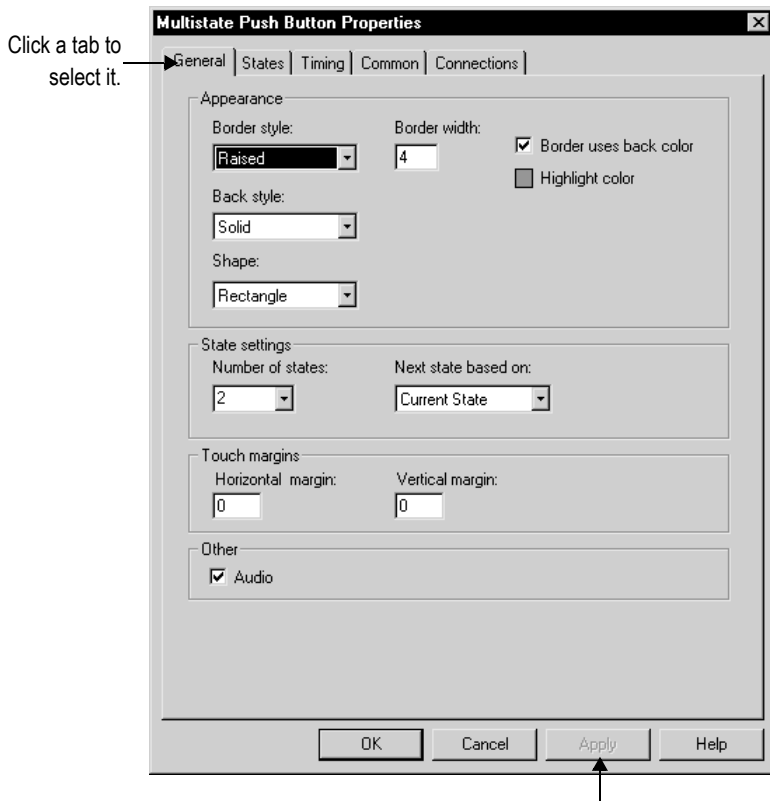 Multistate Push Button Properties
Click a tab to
select it.
General States Timing Common Connections
Appearance
Border style: Border width:
Raised 4 Border uses back color
Highlight color
Back style:
Solid
Shape:
Rectangle
State settings
Number of states: Next state based on:
2 Current State
Touch margins
Horizontal margin: Vertical margin:
0 0
Other
Audio
OK Cancel Apply Help